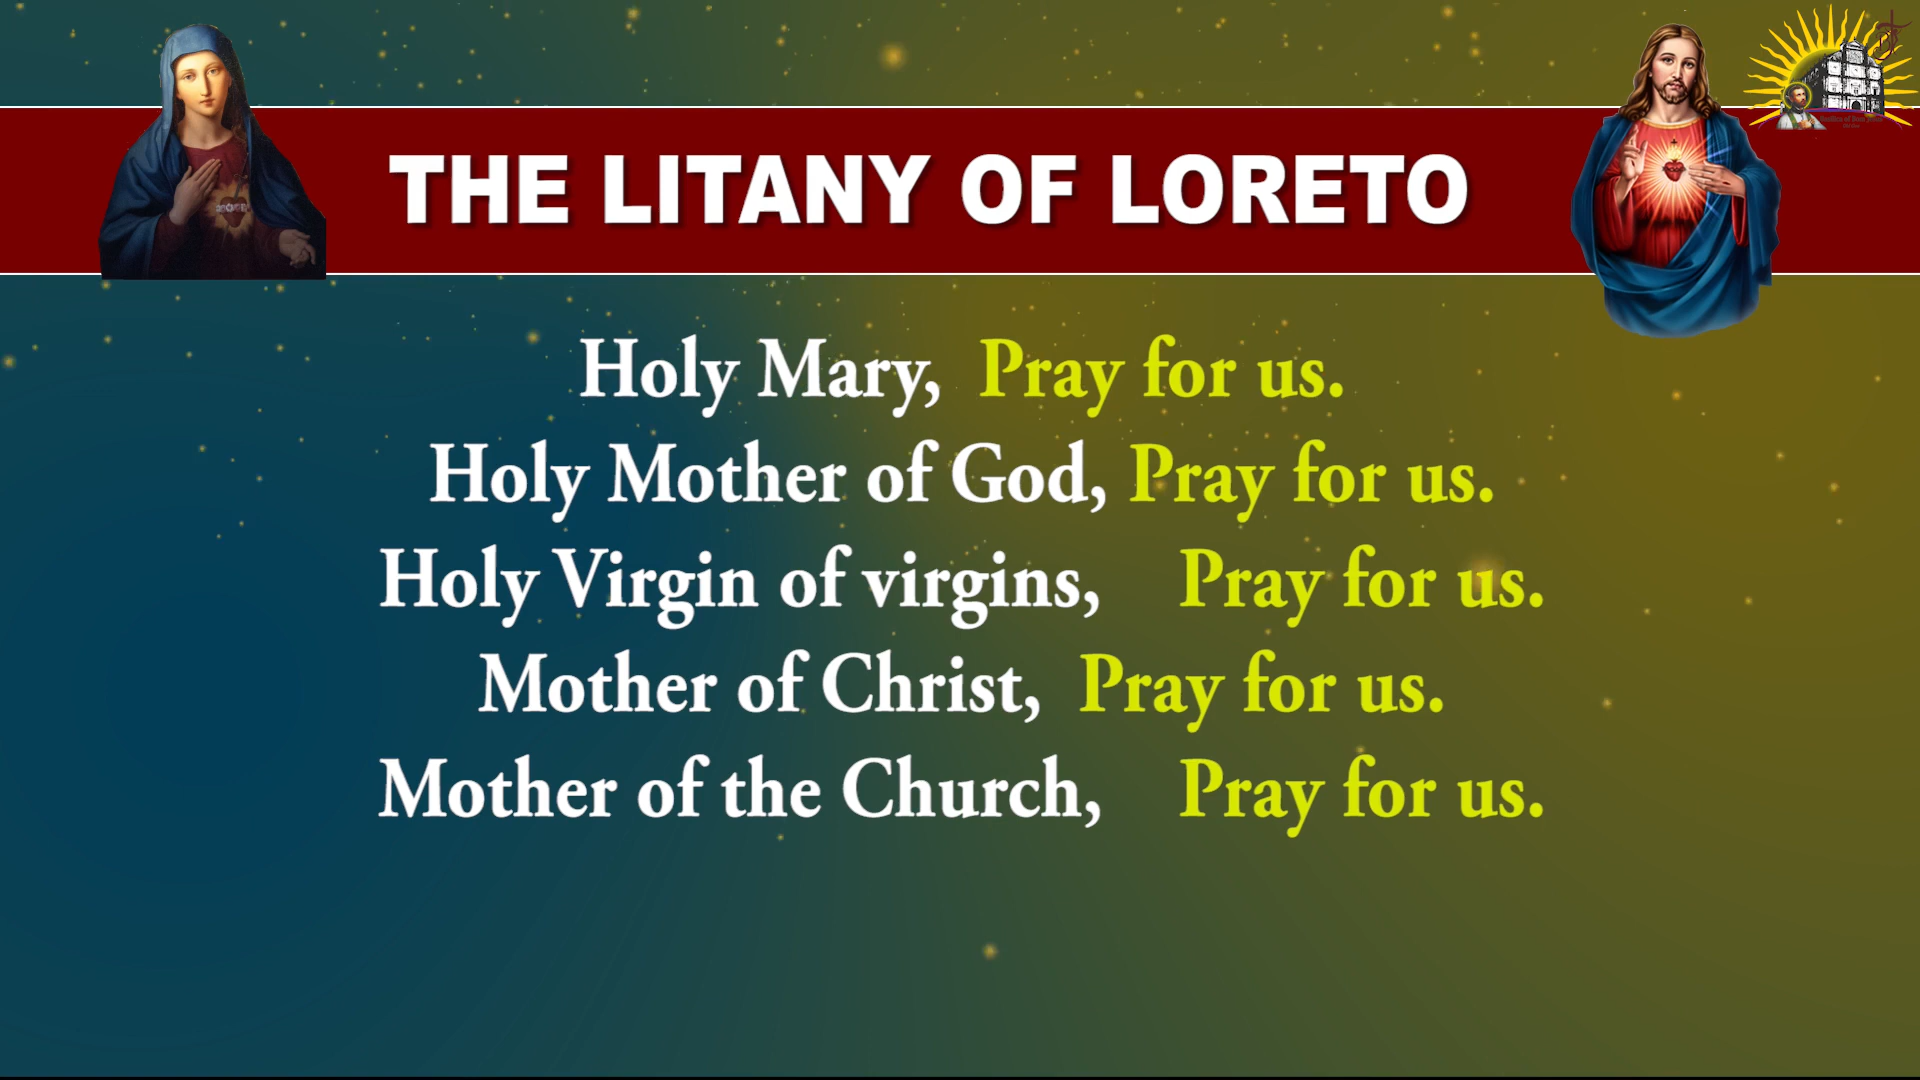 THE LITANY OF LORETO
Holy Mary, Pray for us.
Holy Mother of God, Pray for us.
Holy Virgin of virgins, Pray for us.
Mother of Christ, Pray for us.
Mother of the Church, Pray for us.